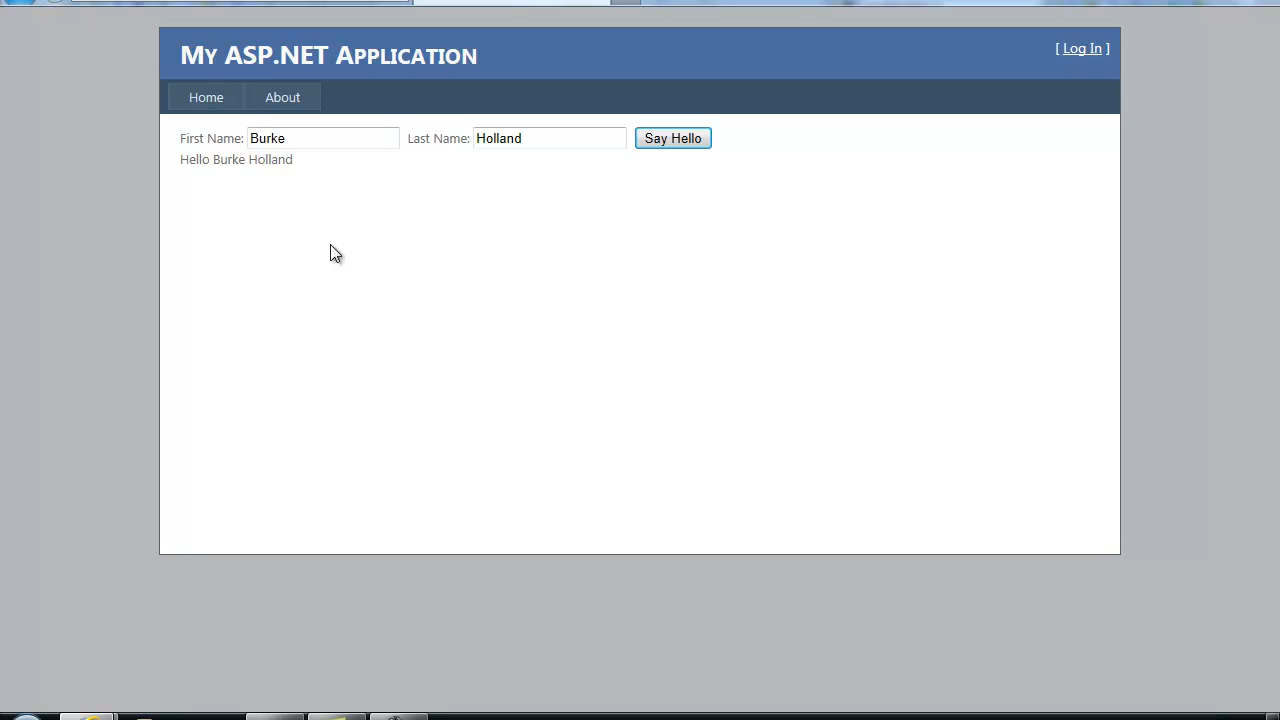 My ASP.NET Application
[ Log In ]
Home About
First Name: Burke Last Name: Holland Say Hello
Hello Burke Holland